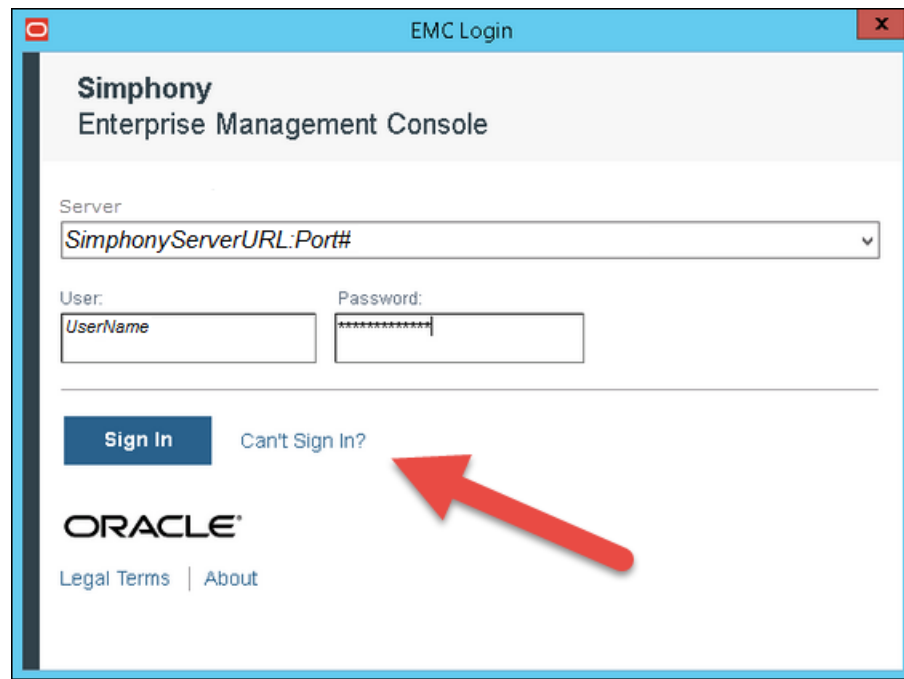 EMC Login
x
Simphony
Enterprise Management Console
Server
SimphonyServerURL:Port#
User:
Password:
UserName
*************
Sign In
Can't Sign In?
ORACLE®
Legal Terms | About